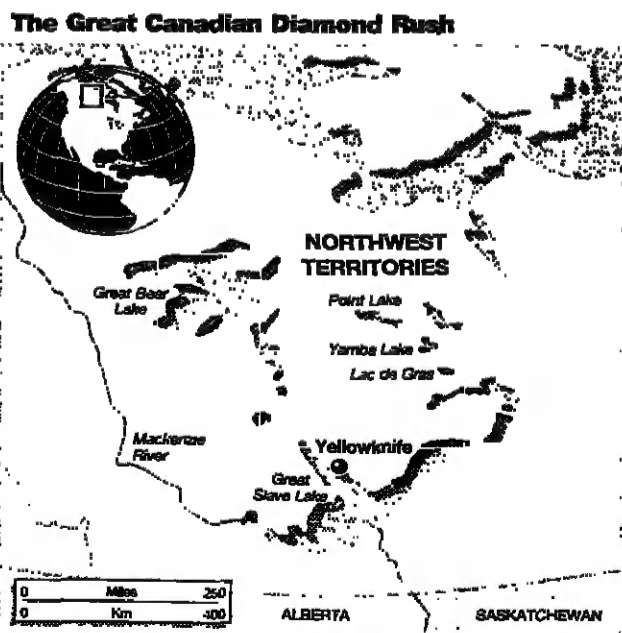 The Great Canadian Diamond Rush
NORTHWEST
TERRITORIES
Great Bear
Lake
Point Lake
Yamba Lake
Lac de Gras
Mackenzie
River
Yellowknife
Great
Slave Lake
0 Miles 250
0 Km 400
ALBERTA
SASKATCHEWAN